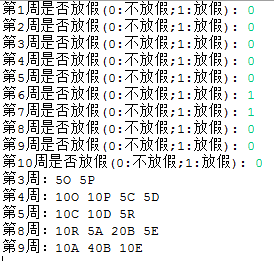 第1周是否放假(0:不放假;1:放假): 0
第2周是否放假(0:不放假;1:放假): 0
第3周是否放假(0:不放假;1:放假): 0
第4周是否放假(0:不放假;1:放假): 0
第5周是否放假(0:不放假;1:放假): 0
第6周是否放假(0:不放假;1:放假): 1
第7周是否放假(0:不放假;1:放假): 1
第8周是否放假(0:不放假;1:放假): 0
第9周是否放假(0:不放假;1:放假): 0
第10周是否放假(0:不放假;1:放假): 0
第3周: 5O 5P
第4周: 10O 10P 5C 5D
第5周: 10C 10D 5R
第8周: 10R 5A 20B 5E
第9周: 10A 40B 10E